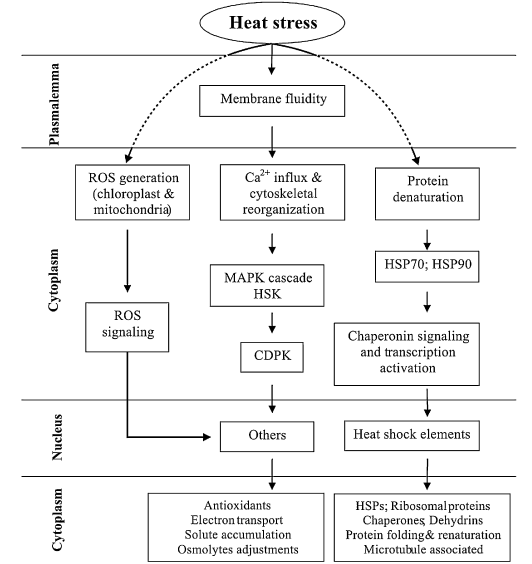 Heat stress
Plasmalemma
Membrane fluidity
Cytoplasm
ROS generation
(chloroplast &
mitochondria)
Ca2+ influx &
cytoskeletal
reorganization
Protein
denaturation
MAPK cascade
HSK
HSP70; HSP90
ROS
signaling
CDPK
Chaperonin signaling
and transcription
activation
Nucleus
Others
Heat shock elements
Cytoplasm
Antioxidants
Electron transport
Solute accumulation
Osmolytes adjustments
HSPs; Ribosomal proteins
Chaperones; Dehydrins
Protein folding & renaturation
Microtubule associated